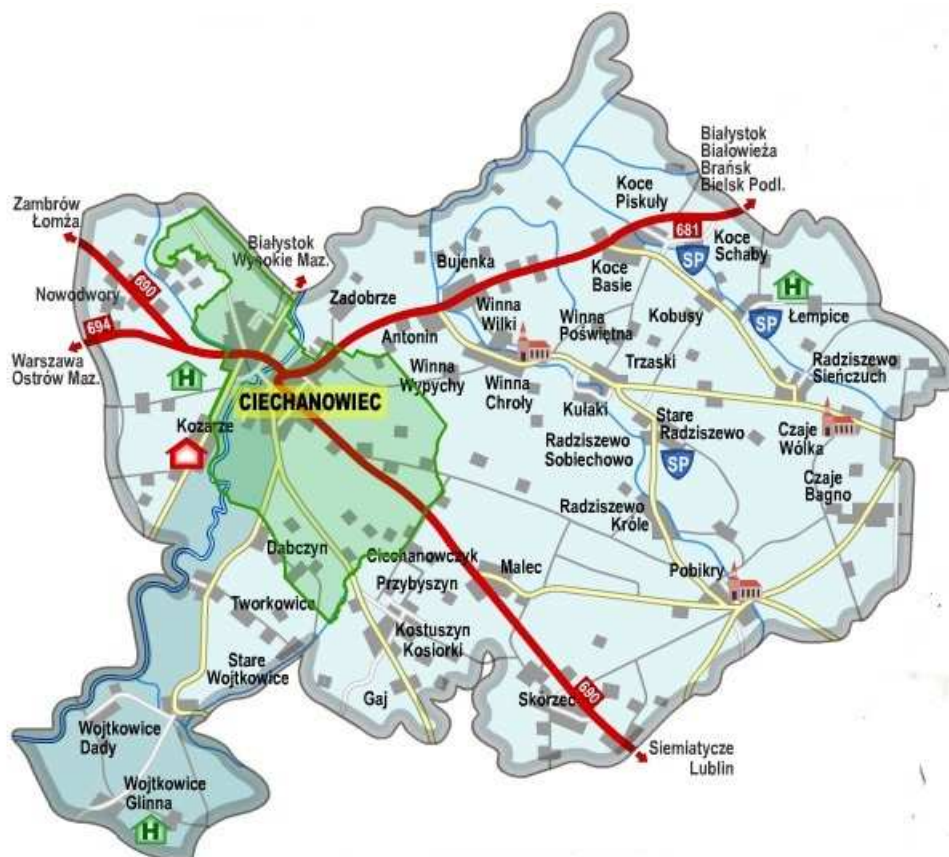 Białystok
Białowieża
Brańsk
Bielsk Podl.
Koce
Piskuły
681
SP
Koce
Schaby
Zambrów
Łomża
Białystok
Wysokie Maz.
690
Nowodwory
694
Warszawa
Ostrów Maz.
H
Zadobrze
Bujenka
Koce
Basie
H
Łempice
SP
Kobusy
Antonin
Winna
Wilki
Winna
Poświętna
Trzaski
Radziszewo
Sieńczuch
Winna
Wypychy
Winna
Chroły
Kułaki
CIECHANOWIEC
Kozarze
Stare
Radziszewo
SP
Radziszewo
Sobiechowo
Czaje
Wólka
Czaje
Bagno
Radziszewo
Króle
Dabczyn
Ciechanowczyk
Przybyszyn
Malec
Pobikry
Tworkowice
Kostuszyn
Kosiorki
Stare
Wojtkowice
Gaj
Skórzec
690
Wojtkowice
Dady
Siemiatycze
Lublin
Wojtkowice
Glinna
H